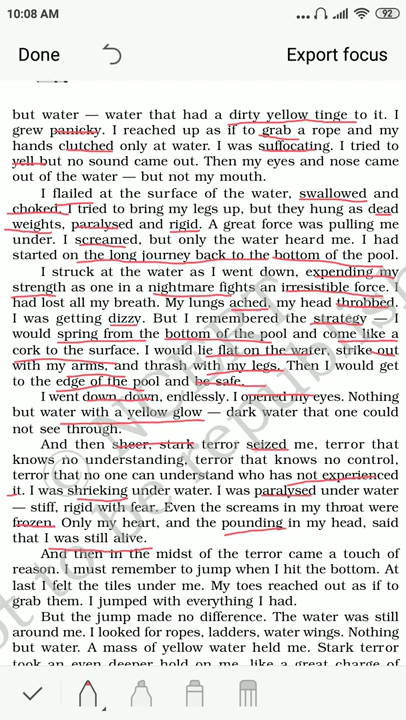 10:08 AM
92
Done
Export focus
but water — water that had a dirty yellow tinge to it. I
grew panicky. I reached up as if to grab a rope and my
hands clutched only at water. I was suffocating. I tried to
yell but no sound came out. Then my eyes and nose came
out of the water — but not my mouth.
I flailed at the surface of the water, swallowed and
choked. I tried to bring my legs up, but they hung as dead
weights, paralysed and rigid. A great force was pulling me
under. I screamed, but only the water heard me. I had
started on the long journey back to the bottom of the pool.
I struck at the water as I went down, expending my
strength as one in a nightmare fights an irresistible force. I
had lost all my breath. My lungs ached, my head throbbed.
I was getting dizzy. But I remembered the strategy — I
would spring from the bottom of the pool and come like a
cork to the surface. I would lie flat on the water, strike out
with my arms, and thrash with my legs. Then I would get
to the edge of the pool and be safe.
I went down, down, endlessly. I opened my eyes. Nothing
but water with a yellow glow — dark water that one could
not see through.
And then sheer, stark terror seized me, terror that
knows no understanding, terror that knows no control,
terror that no one can understand who has not experienced
it. I was shrieking under water. I was paralysed under water
— stiff, rigid with fear. Even the screams in my throat were
frozen. Only my heart, and the pounding in my head, said
that I was still alive.
And then in the midst of the terror came a touch of
reason. I must remember to jump when I hit the bottom. At
last I felt the tiles under me. My toes reached out as if to
grab them. I jumped with everything I had.
But the jump made no difference. The water was still
around me. I looked for ropes, ladders, water wings. Nothing
but water. A mass of yellow water held me. Stark terror
took an even deeper hold on me, like a great charge of